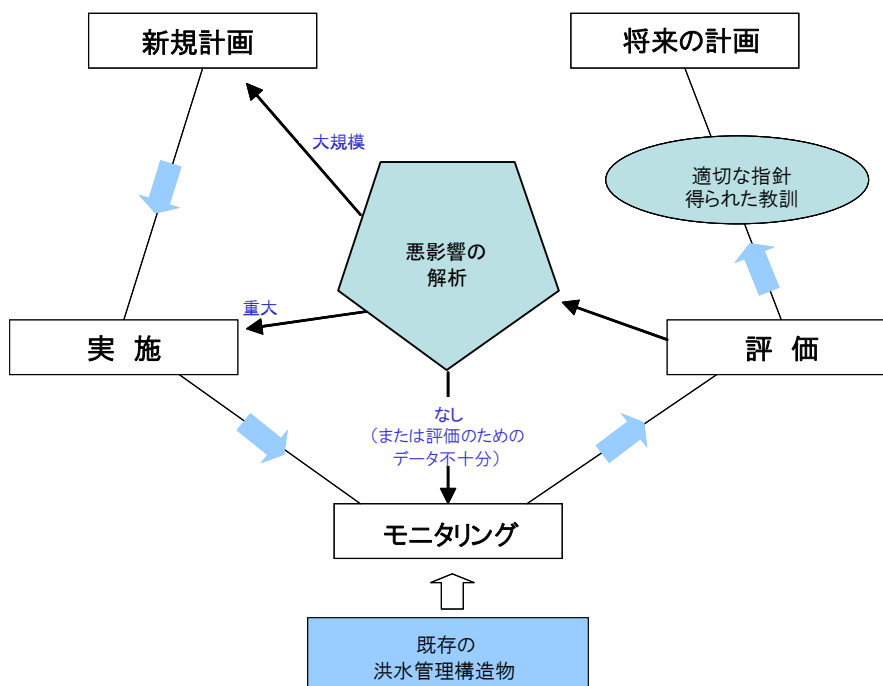 新規計画
将来の計画
大規模
適切な指針
得られた教訓
悪影響の
解析
重大
実 施
評 価
なし
（または評価のための
データ不十分）
モニタリング
既存の
洪水管理構造物